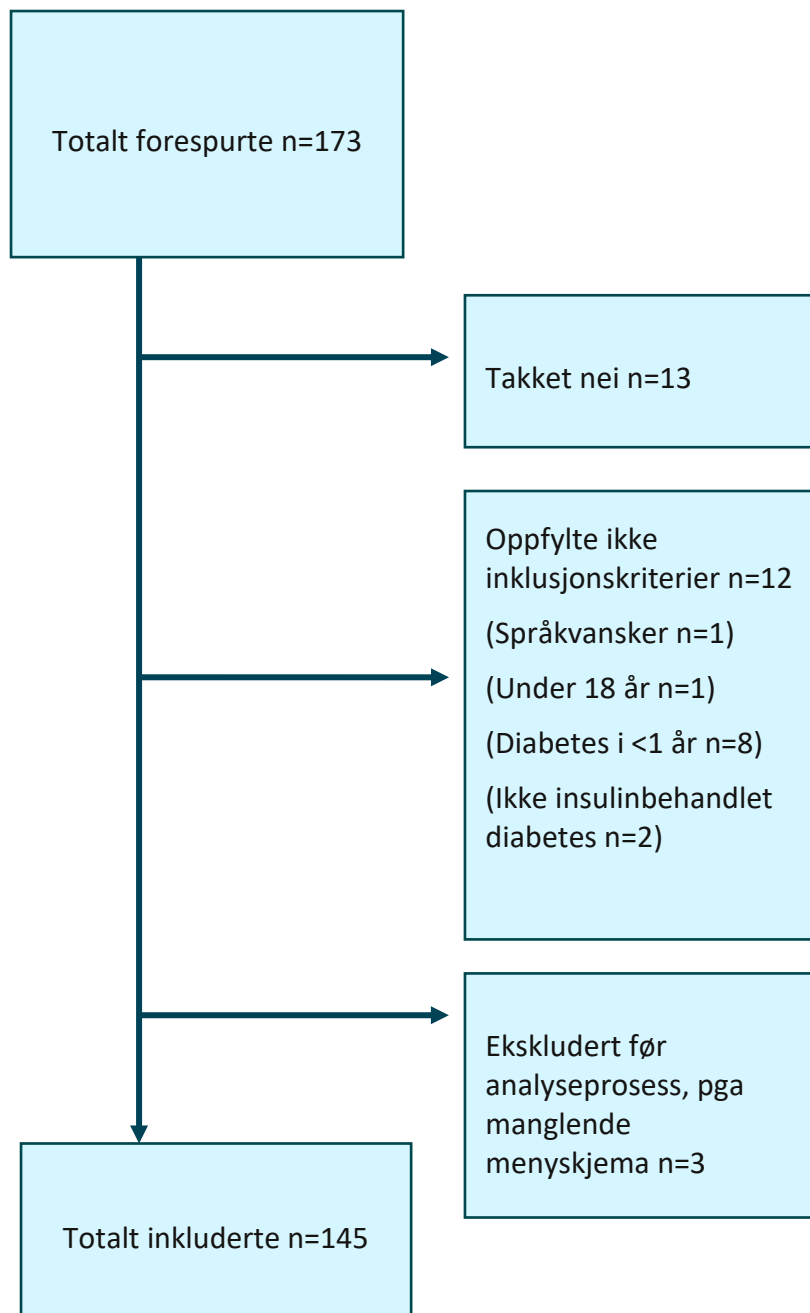 Totalt forespurte n=173
Takket nei n=13
Oppfylte ikke
inklusjonskriterier n=12
(Språkvansker n=1)
(Under 18 år n=1)
(Diabetes i <1 år n=8)
(Ikke insulinbehandlet
diabetes n=2)
Ekskludert før
analyseprosess, pga
manglende
menyskjema n=3
Totalt inkluderte n=145